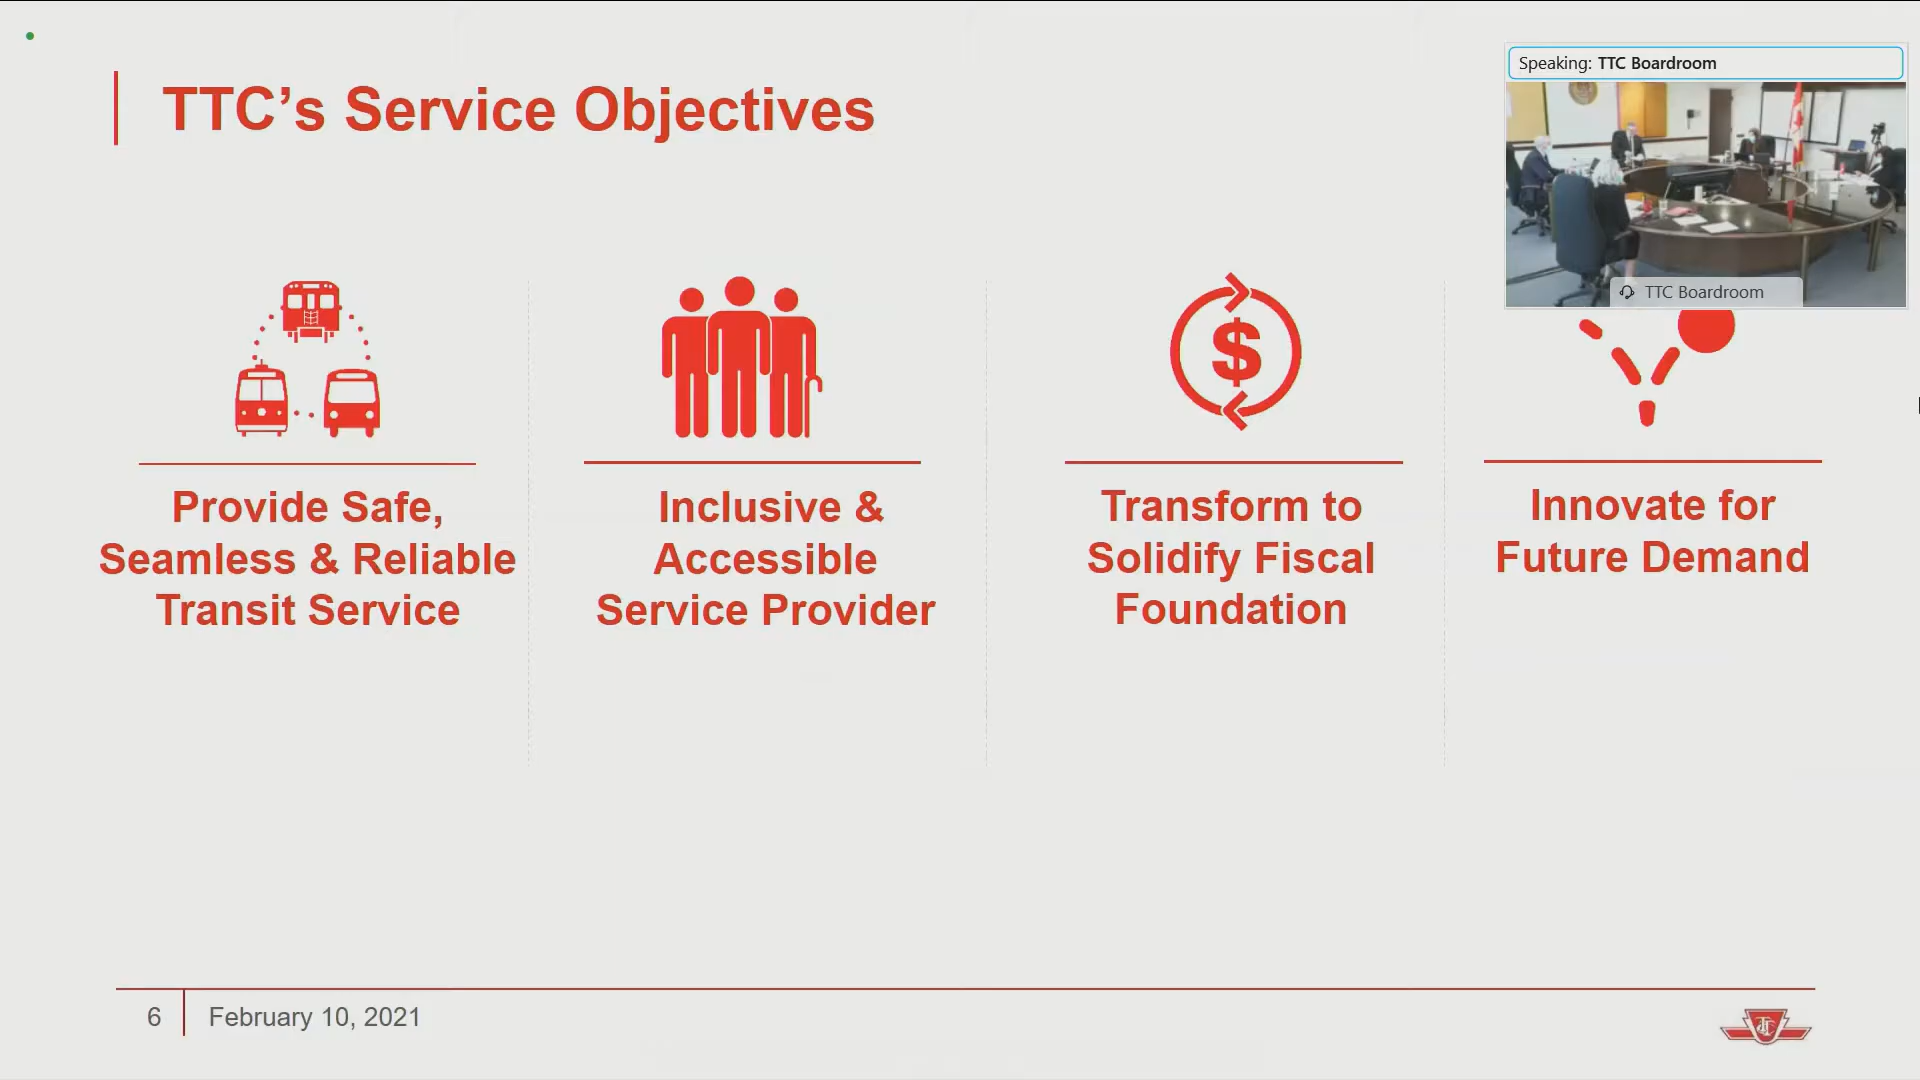 TTC’s Service Objectives
Speaking: TTC Boardroom
TTC Boardroom
$
Provide Safe,
Seamless & Reliable
Transit Service
Inclusive &
Accessible
Service Provider
Transform to
Solidify Fiscal
Foundation
Innovate for
Future Demand
6
February 10, 2021
TTC